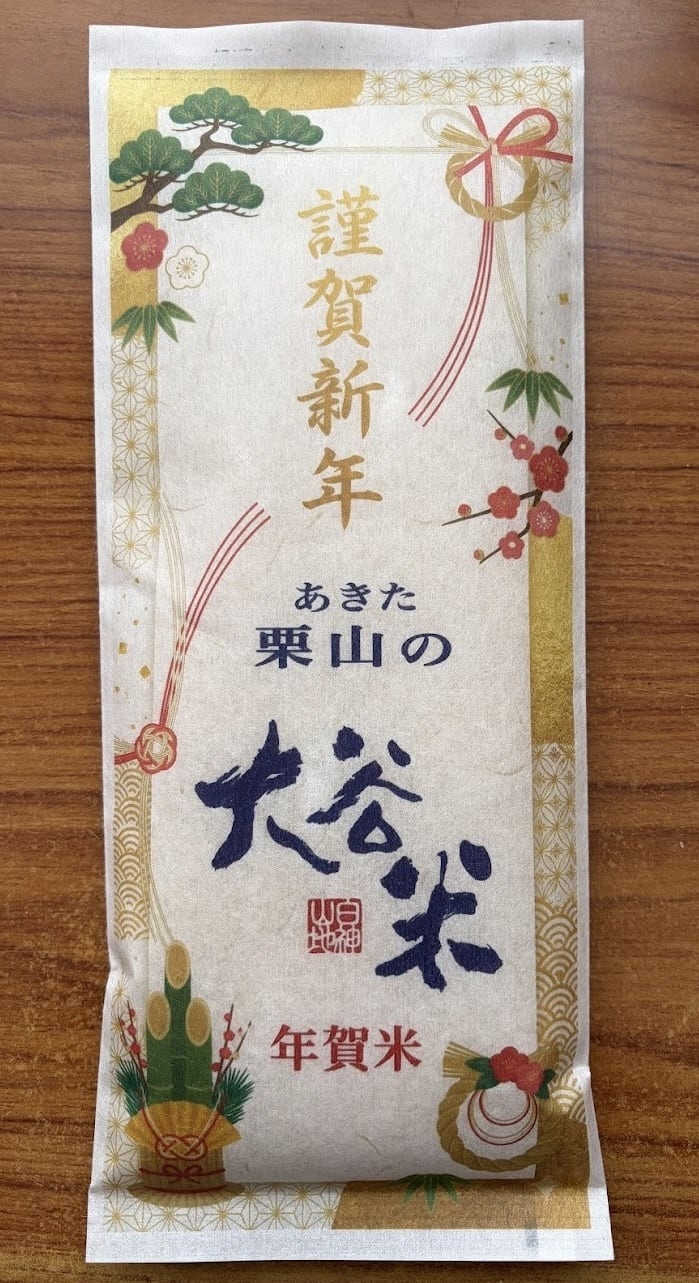 謹賀新年
あきた
栗山の
大谷米
白神山地
年賀米